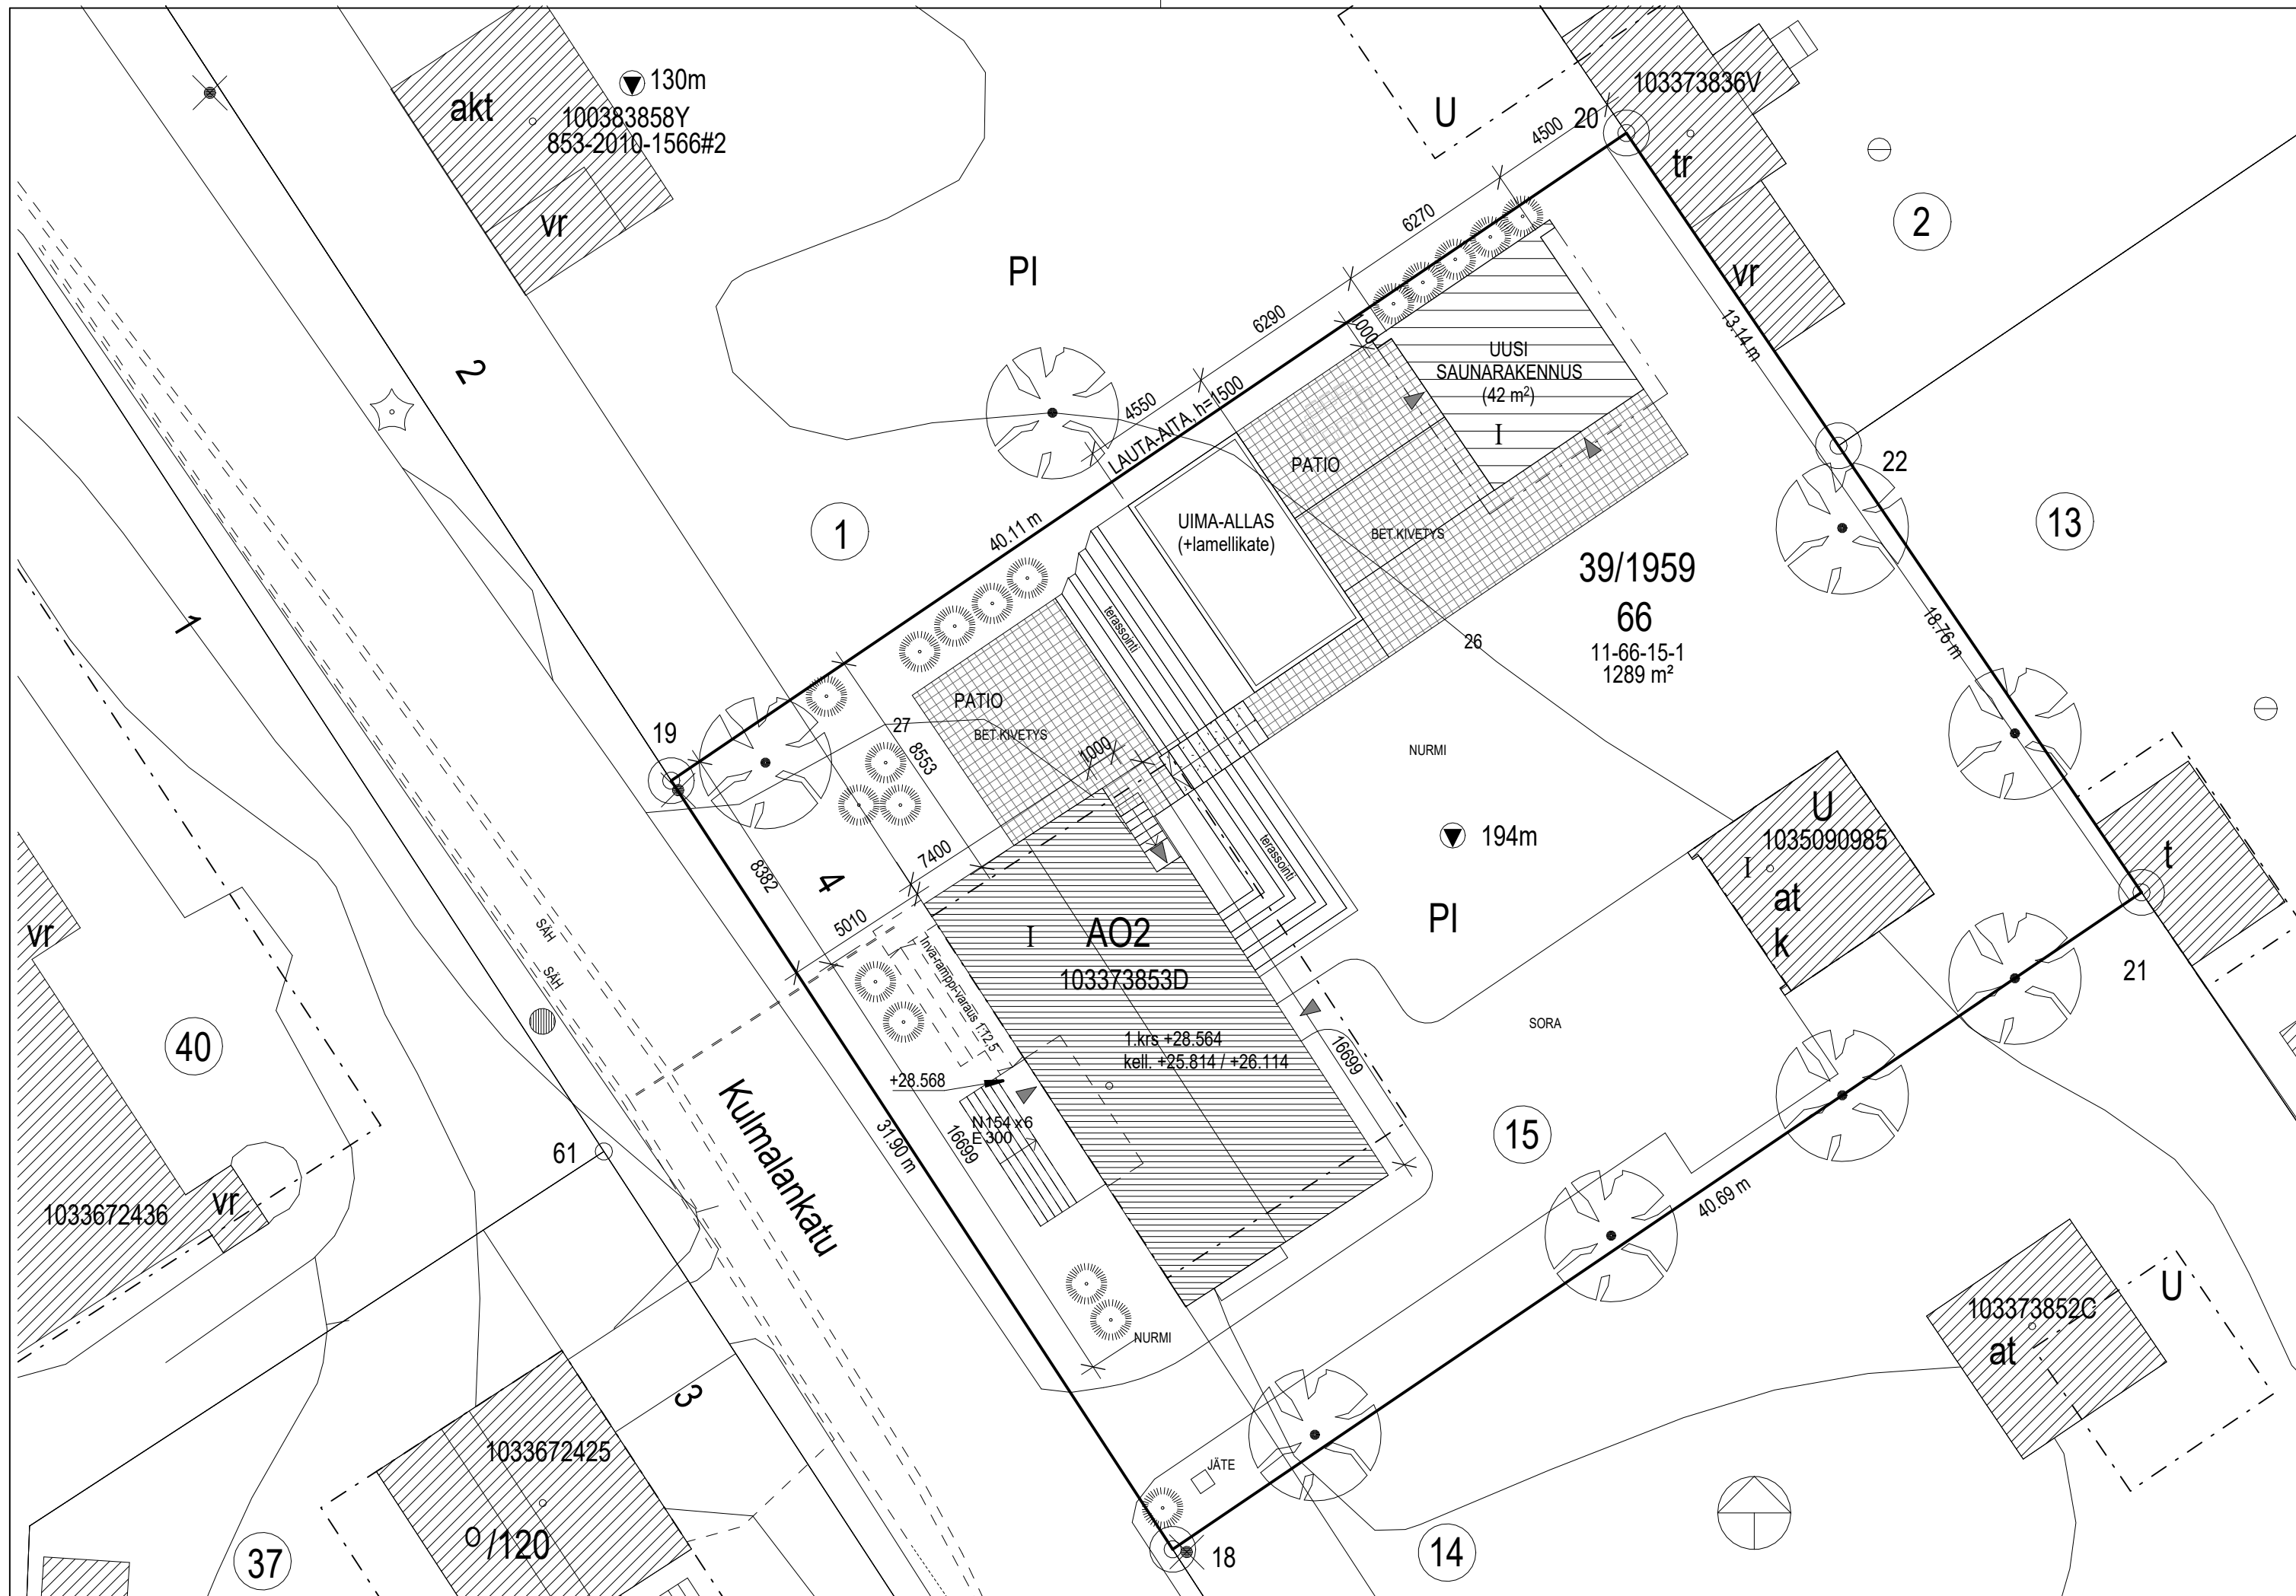 130m
akt
100383858Y
853-2010-1566#2
vr
U
20
4500
103373836V
tr
2
vr
PI
6270
6290
1000
13.14 m
2
UUSI
SAUNARAKENNUS
(42 m²)
I
4550
LAUTA-AITA, h=1500
PATIO
22
1
40.11 m
UIMA-ALLAS
(+lamellikate)
BET.KIVETYS
13
39/1959
66
11-66-15-1
1289 m²
1
terassointi
26
18.76 m
19
PATIO
27
BET.KIVETYS
8553
1000
NURMI
8382
4
7400
194m
U
1035090985
I
at
k
t
terassointi
5010
I
AO2
103373853D
PI
vr
SÄH
SÄH
Inva-ramppi-varaus 1:12,5
21
40
1.krs +28.564
kell. +25.814 / +26.114
16699
SORA
+28.568
N 154 x 6
E 300
31.90 m
16699
15
61
Kulmalankatu
1033672436
vr
40.69 m
U
103373852C
at
NURMI
3
1033672425
JÄTE
O /120
37
18
14